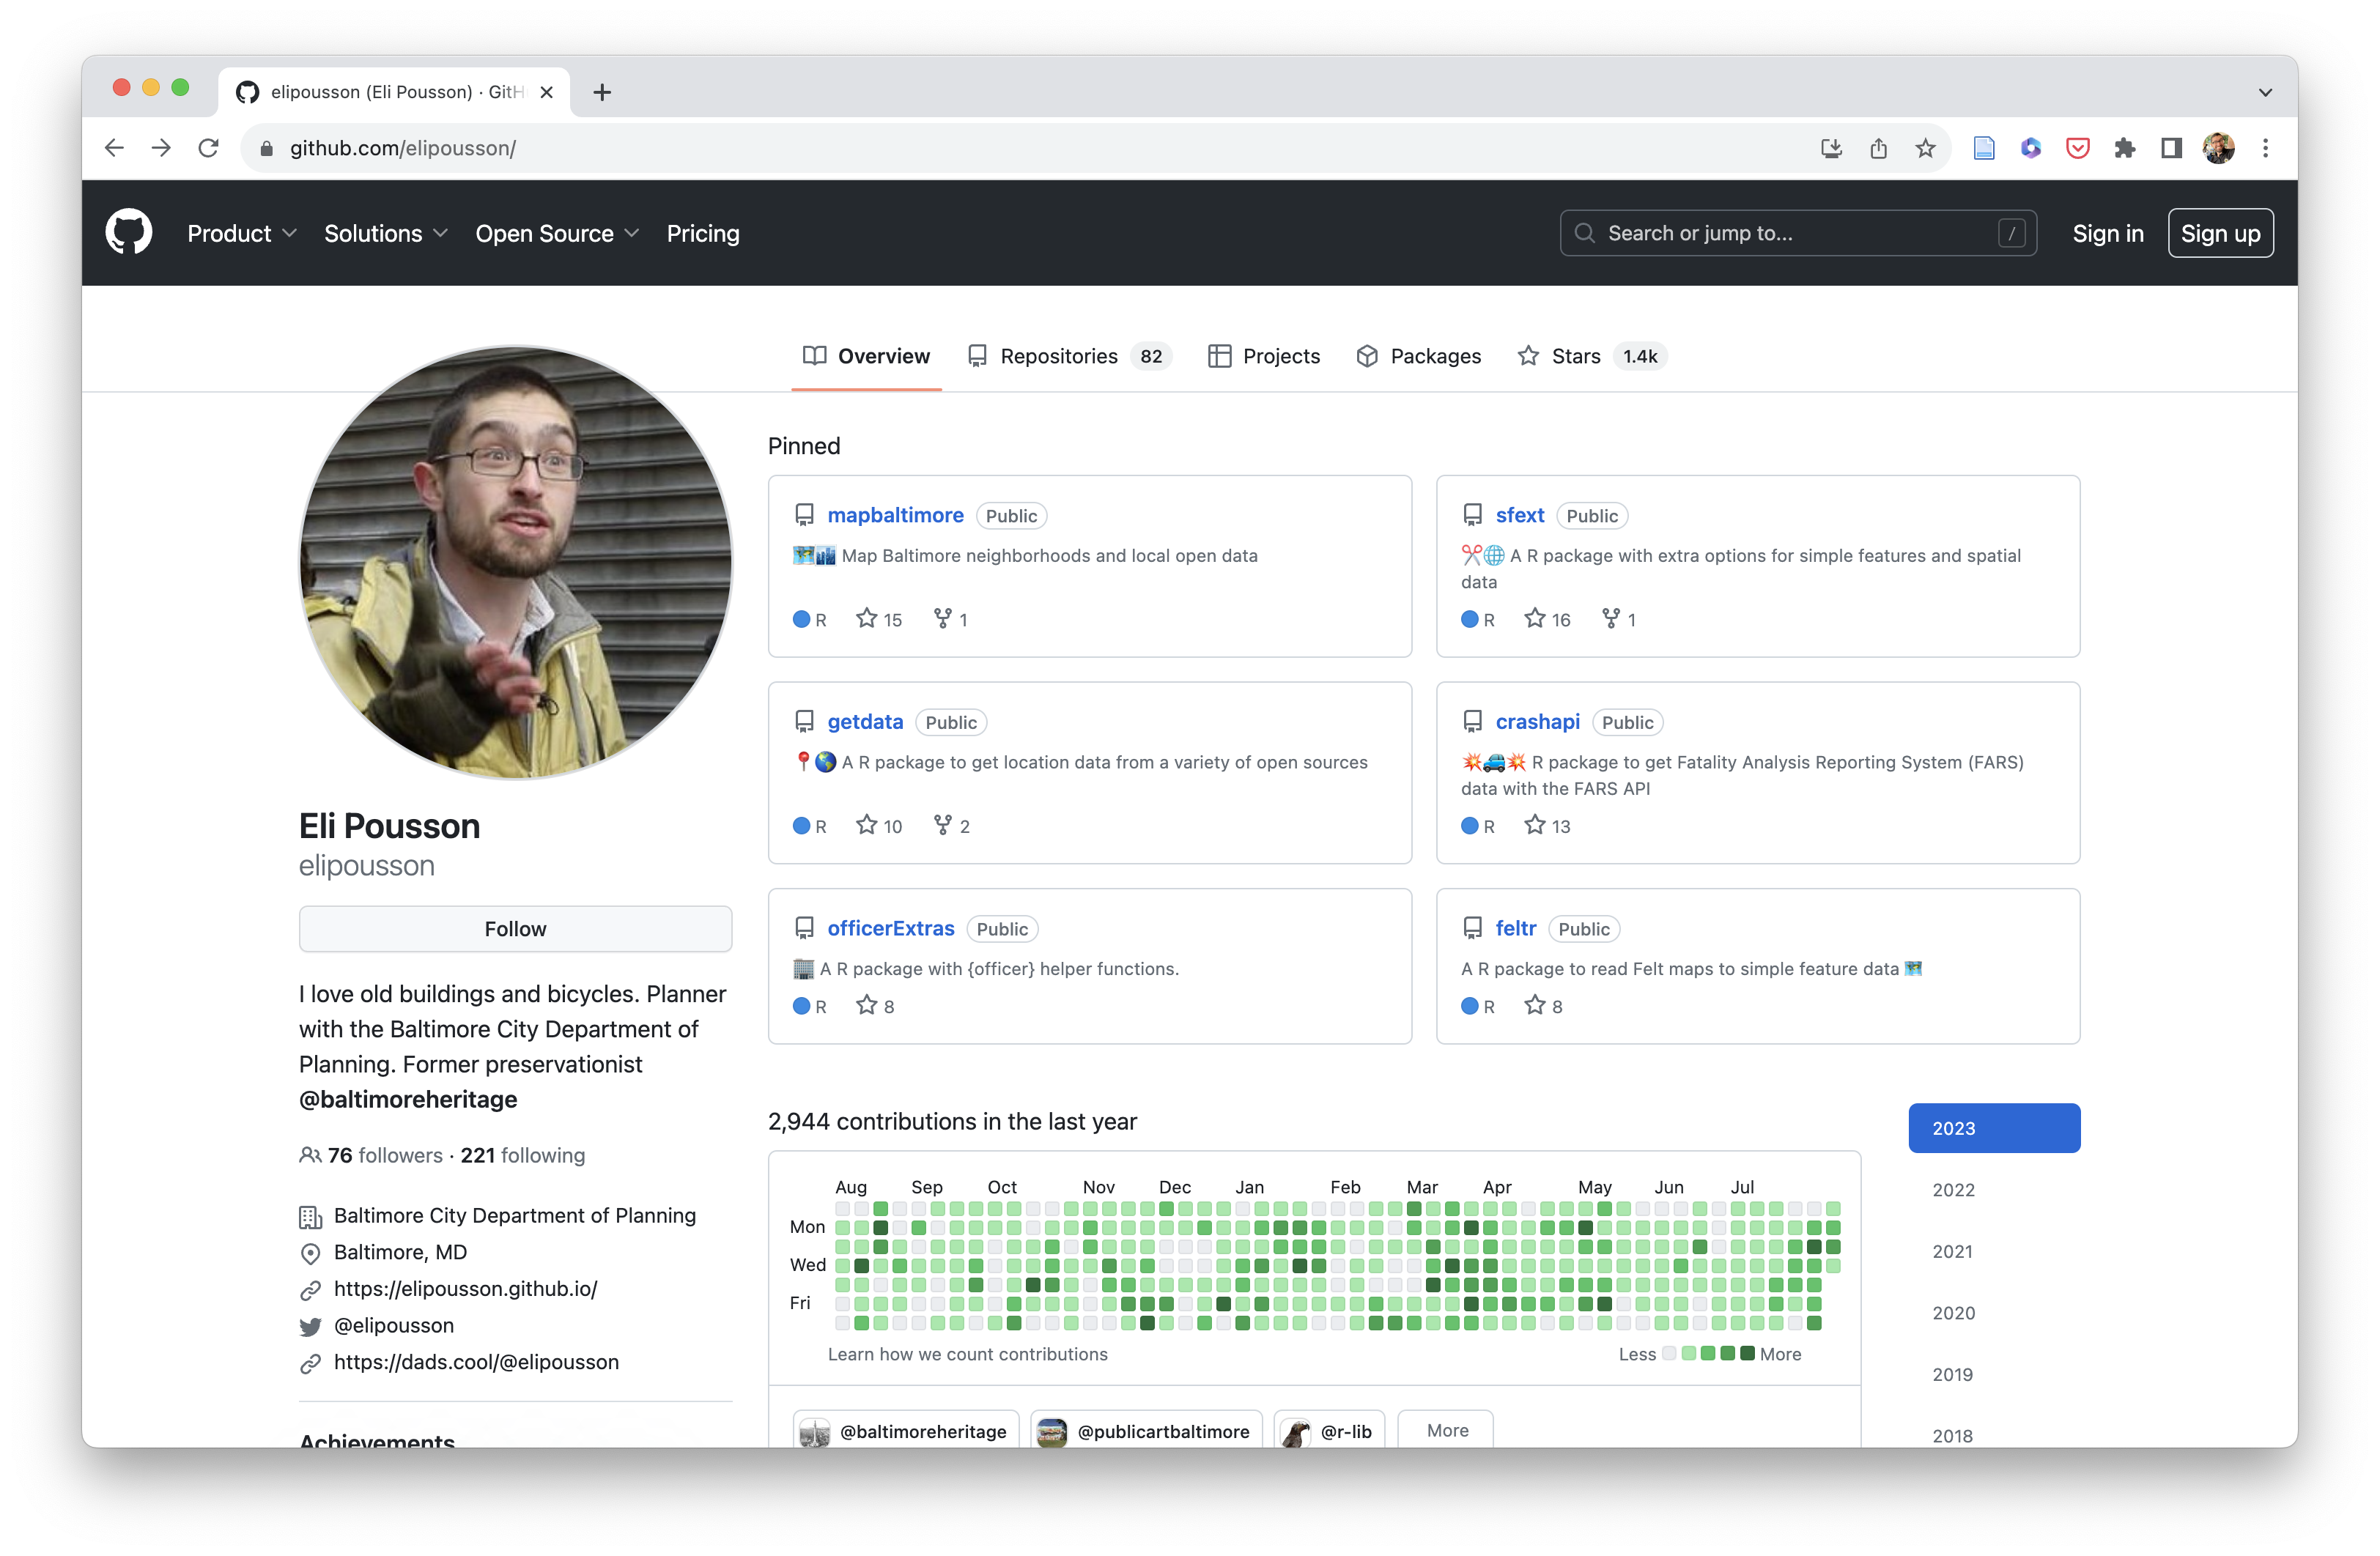 elipousson (Eli Pousson) · GitH
github.com/elipousson/
Product
Solutions
Open Source
Pricing
Search or jump to...
/
Sign in
Sign up
Overview
Repositories 82
Projects
Packages
Stars 1.4k
Eli Pousson
elipousson
Follow
I love old buildings and bicycles. Planner
with the Baltimore City Department of
Planning. Former preservationist
@baltimoreheritage
76 followers · 221 following
Baltimore City Department of Planning
Baltimore, MD
https://elipousson.github.io/
@elipousson
https://dads.cool/@elipousson
Achievements
Pinned
mapbaltimore Public
🗺️🏙️ Map Baltimore neighborhoods and local open data
R 15 1
sfext Public
✂️🌐 A R package with extra options for simple features and spatial
data
R 16 1
getdata Public
📍🌎 A R package to get location data from a variety of open sources
R 10 2
crashapi Public
💥🚙💥 R package to get Fatality Analysis Reporting System (FARS)
data with the FARS API
R 13
officerExtras Public
🏢 A R package with {officer} helper functions.
R 8
feltr Public
A R package to read Felt maps to simple feature data 🗺️
R 8
2,944 contributions in the last year
Aug Sep Oct Nov Dec Jan Feb Mar Apr May Jun Jul
Mon
Wed
Fri
Learn how we count contributions
Less More
@baltimoreheritage
@publicartbaltimore
@r-lib
More
2023
2022
2021
2020
2019
2018